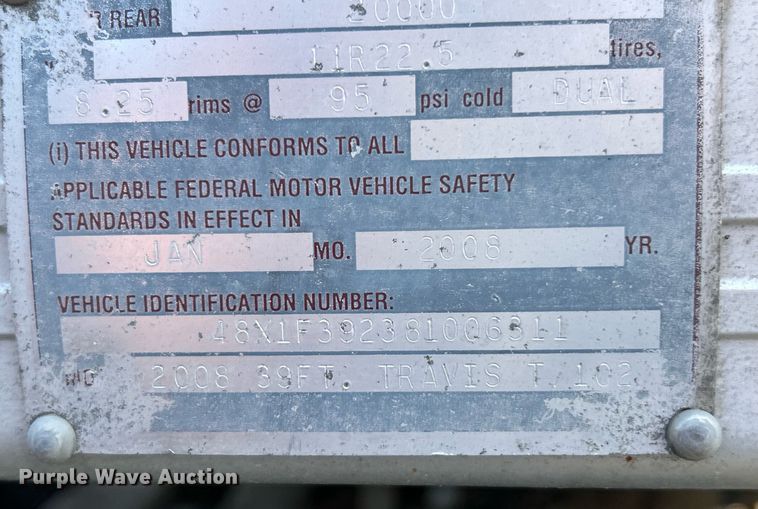 R REAR 20000
11R22.5 tires,
8.25 rims @ 95 psi cold DUAL
(i) THIS VEHICLE CONFORMS TO ALL
APPLICABLE FEDERAL MOTOR VEHICLE SAFETY
STANDARDS IN EFFECT IN
JAN MO. 2008 YR.
VEHICLE IDENTIFICATION NUMBER:
48X1F392381006311
2008 39FT. TRAVIS T/102
Purple Wave Auction